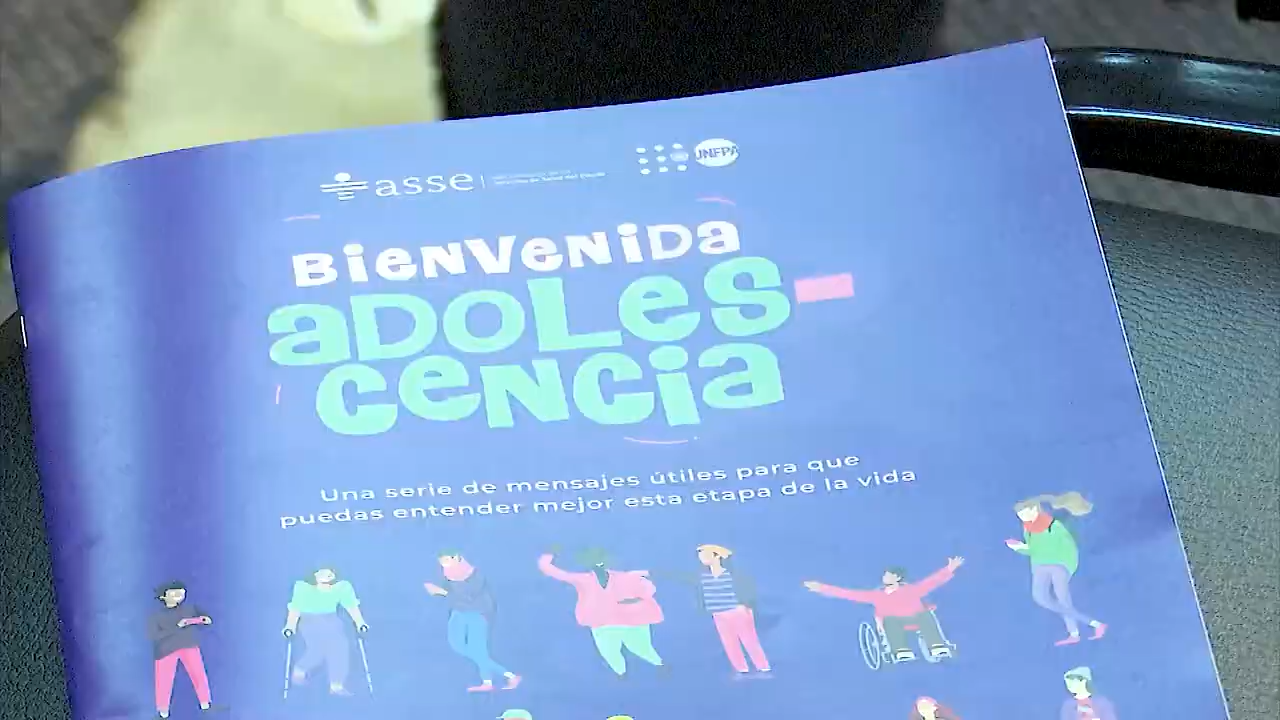 asse
UNFPA
BIENVENIDA
ADOLES-
CENCIA
Una serie de mensajes útiles para que
puedas entender mejor esta etapa de la vida